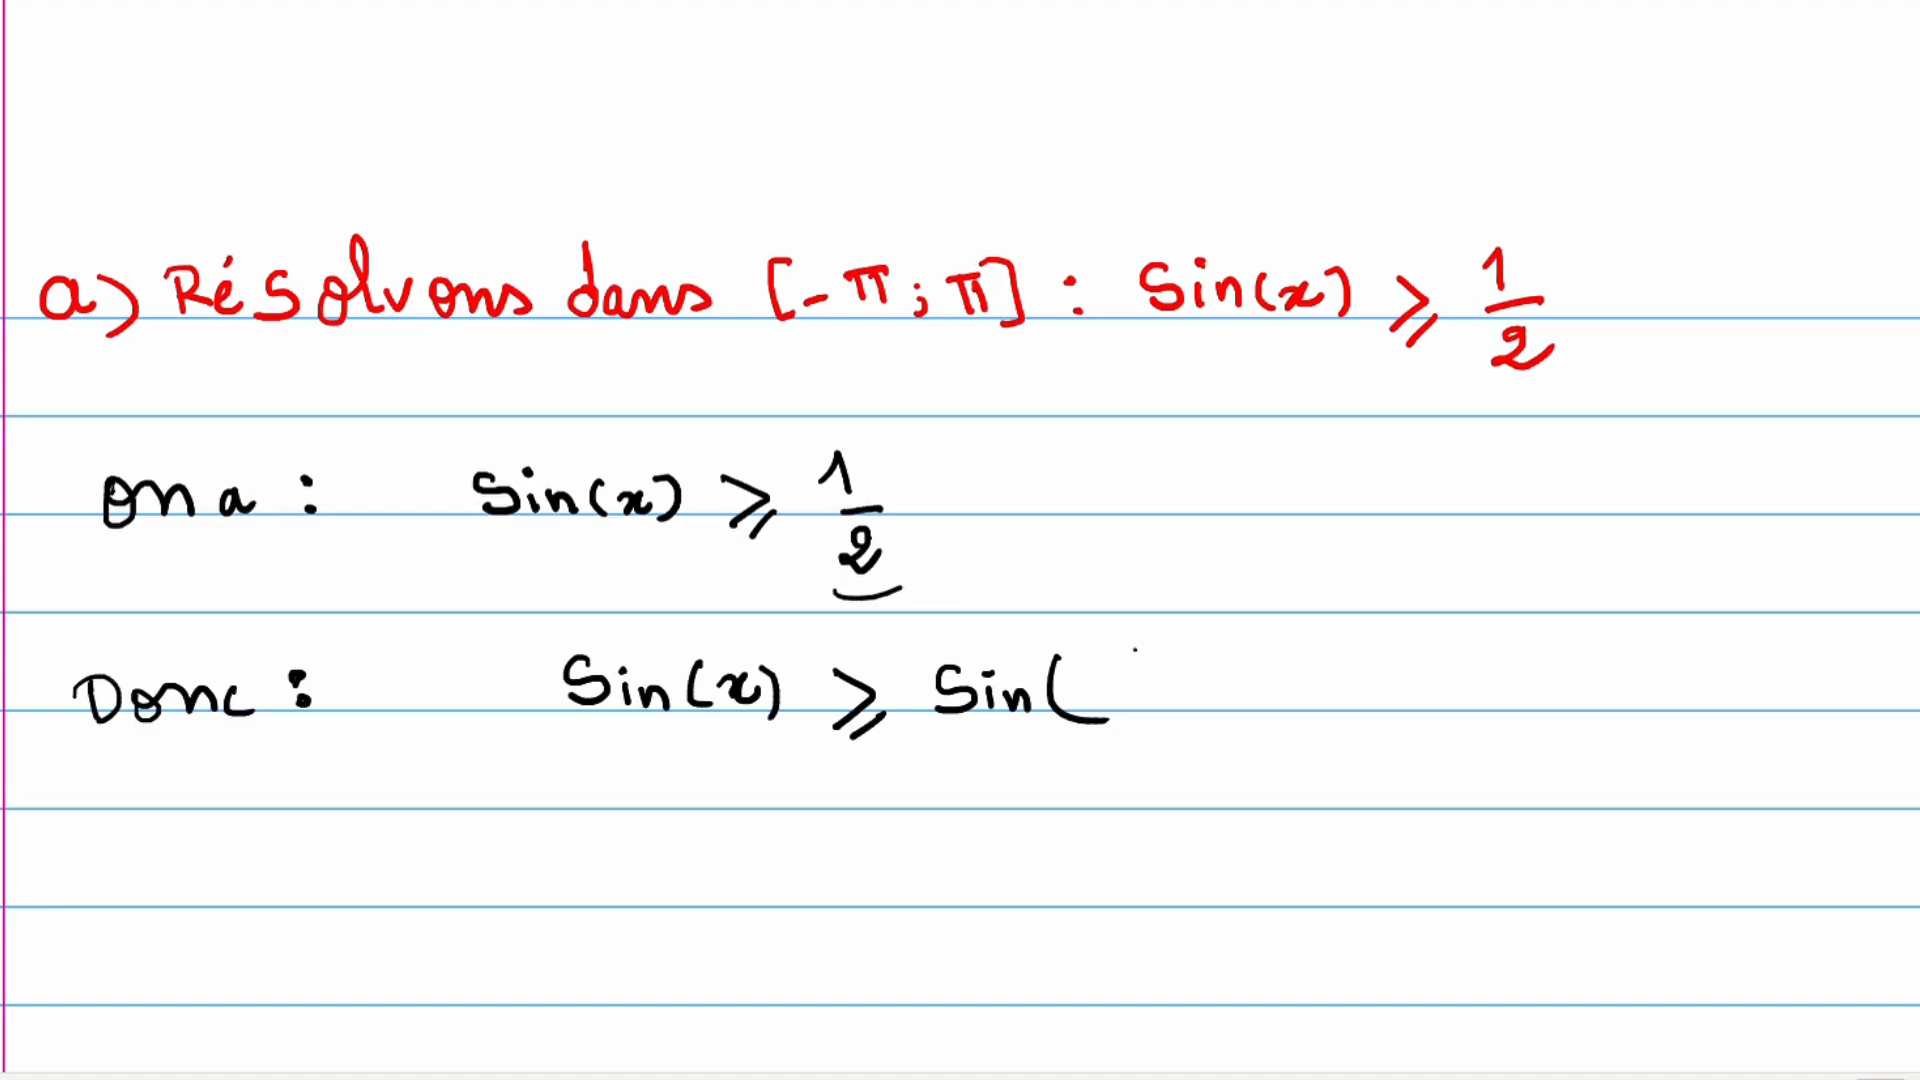 a) Résolvons dans [-π ; π] : Sin(x) ⩾ 1/2
on a : Sin(x) ⩾ 1/2
Donc : Sin(x) ⩾ Sin(